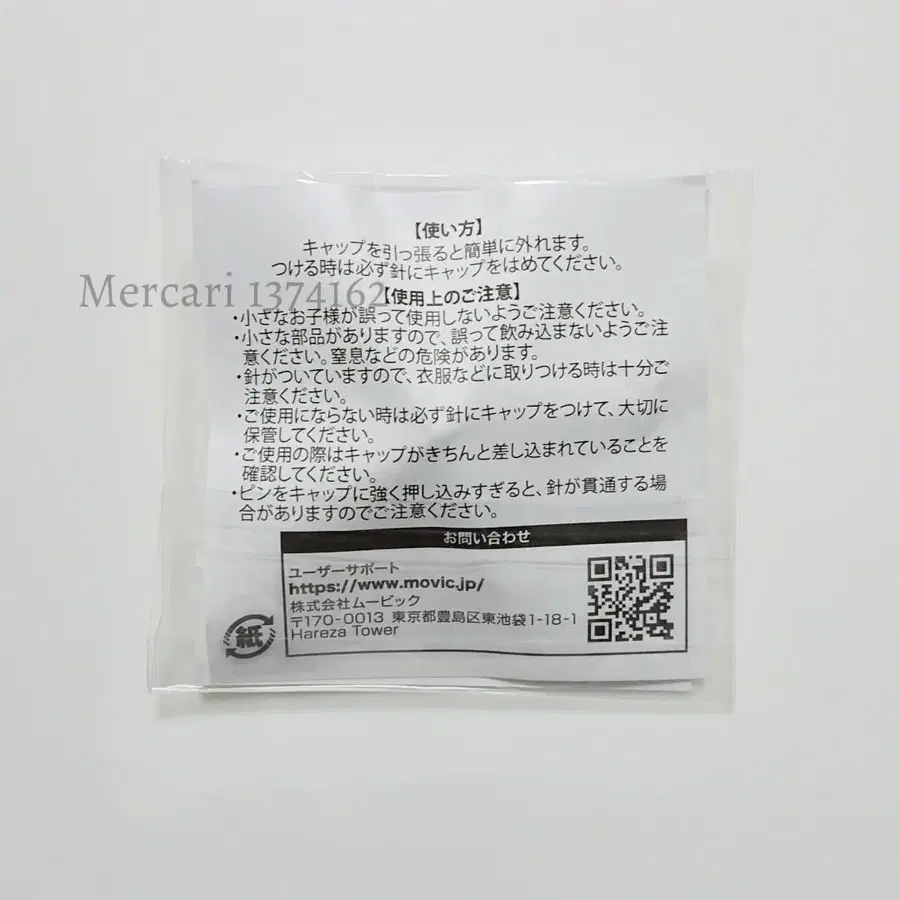 【使い方】
キャップを引っ張ると簡単に外れます。
つける時は必ず針にキャップをはめてください。
Mercari 1374162
【使用上のご注意】
・小さなお子様が誤って使用しないようご注意ください。
・小さな部品がありますので、誤って飲み込まないようご注
意ください。窒息などの危険があります。
・針がついていますので、衣服などに取りつける時は十分ご
注意ください。
・ご使用にならない時は必ず針にキャップをつけて、大切に
保管してください。
・ご使用の際はキャップがきちんと差し込まれていることを
確認してください。
・ピンをキャップに強く押し込みすぎると、針が貫通する場
合がありますのでご注意ください。
お問い合わせ
ユーザーサポート
https://www.movic.jp/
株式会社ムービック
〒170-0013 東京都豊島区東池袋1-18-1
Hareza Tower
紙